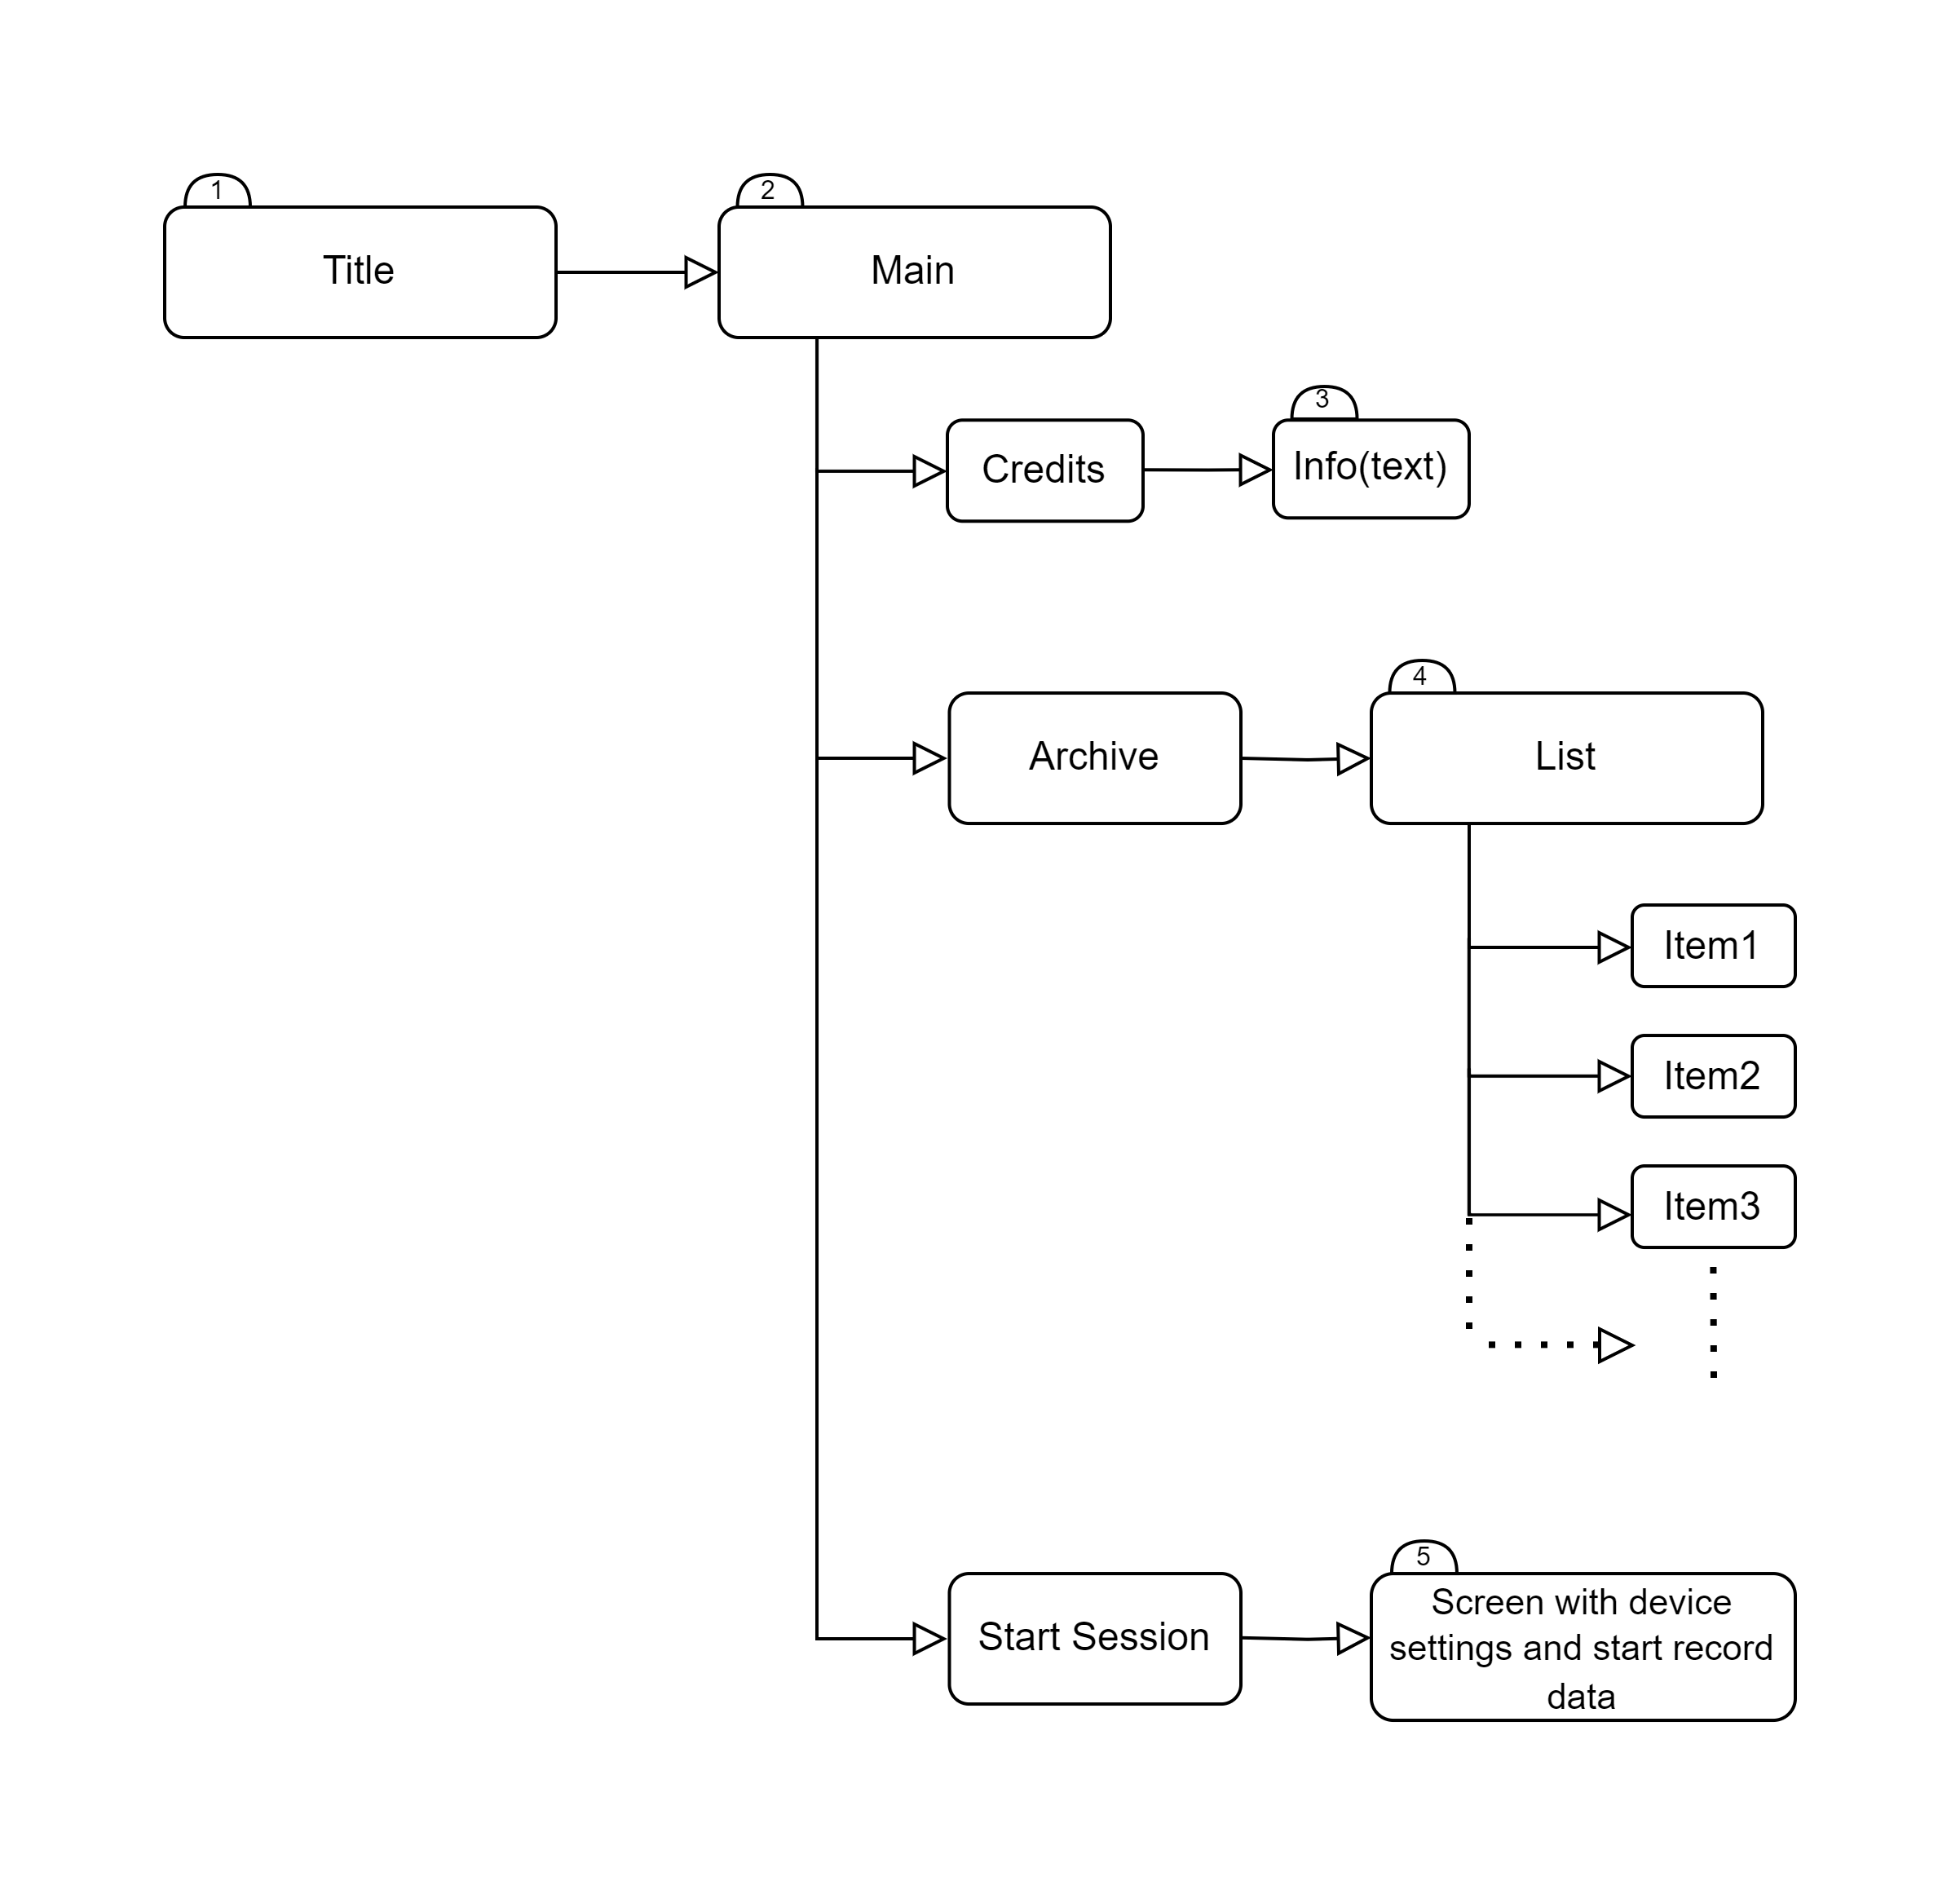 1
Title
2
Main
Credits
3
Info(text)
Archive
4
List
Item1
Item2
Item3
Start Session
5
Screen with device
settings and start record
data